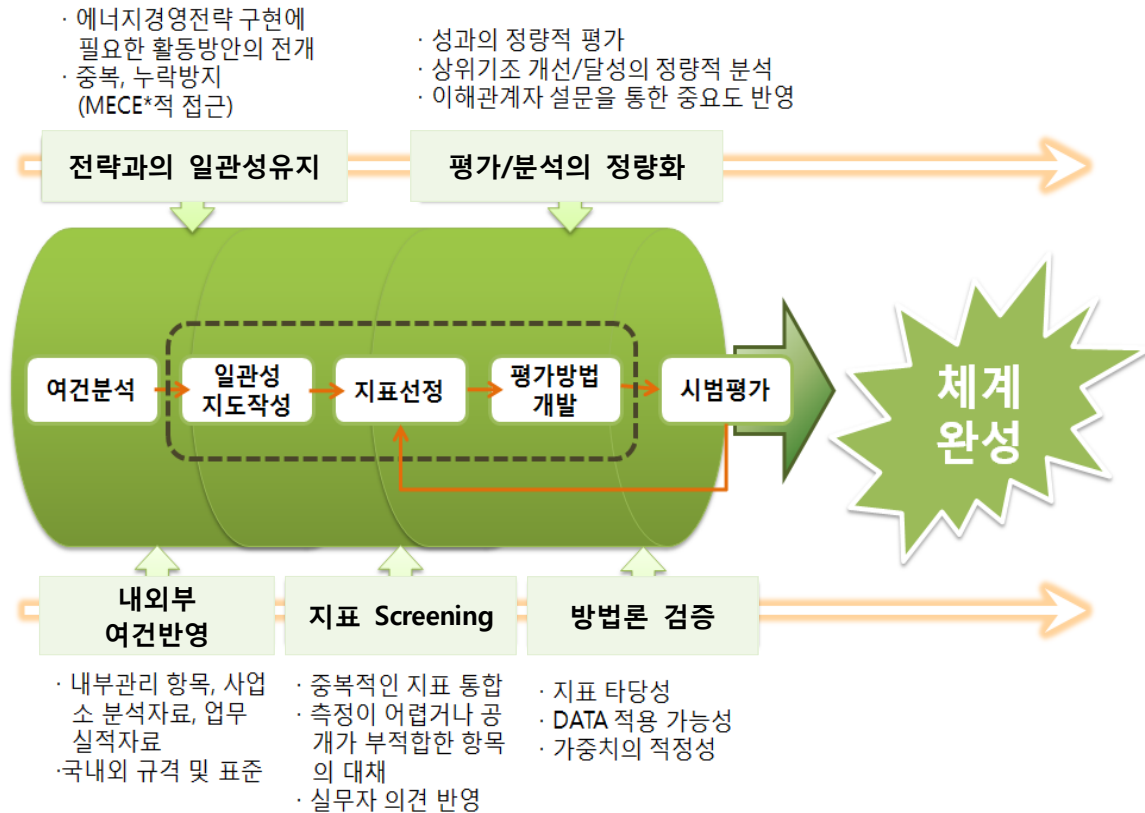 · 에너지경영전략 구현에
필요한 활동방안의 전개
· 중복, 누락방지
(MECE*적 접근)
· 성과의 정량적 평가
· 상위기조 개선/달성의 정량적 분석
· 이해관계자 설문을 통한 중요도 반영
전략과의 일관성유지
평가/분석의 정량화
여건분석
일관성
지도작성
지표선정
평가방법
개발
시범평가
체계
완성
내외부
여건반영
지표 Screening
방법론 검증
· 내부관리 항목, 사업
소 분석자료, 업무
실적자료
·국내외 규격 및 표준
· 중복적인 지표 통합
· 측정이 어렵거나 공
개가 부적합한 항목
의 대채
· 실무자 의견 반영
· 지표 타당성
· DATA 적용 가능성
· 가중치의 적정성